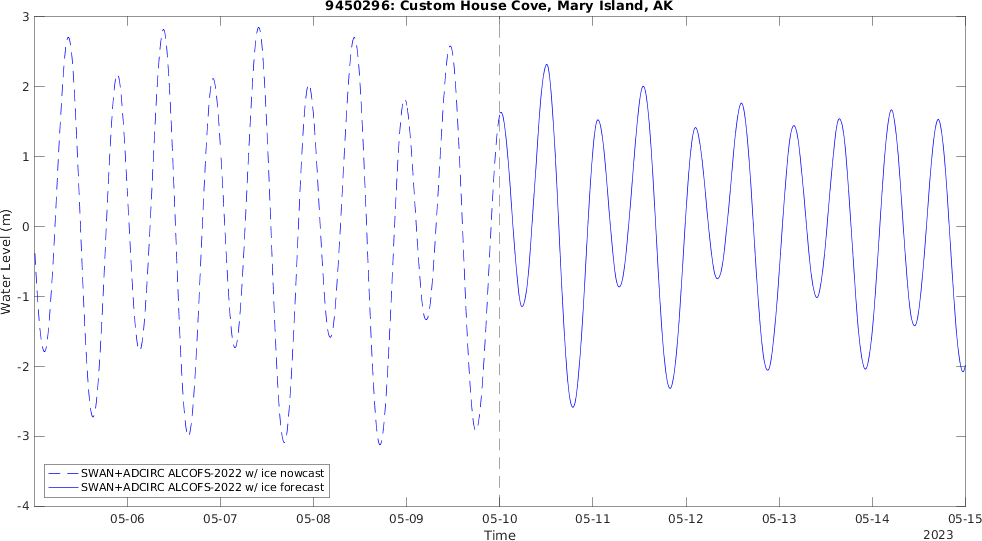 9450296: Custom House Cove, Mary Island, AK
Water Level (m)
3
2
1
0
-1
-2
-3
-4
SWAN+ADCIRC ALCOFS-2022 w/ ice nowcast
SWAN+ADCIRC ALCOFS-2022 w/ ice forecast
05-06 05-07 05-08 05-09 05-10 05-11 05-12 05-13 05-14 05-15
Time
2023